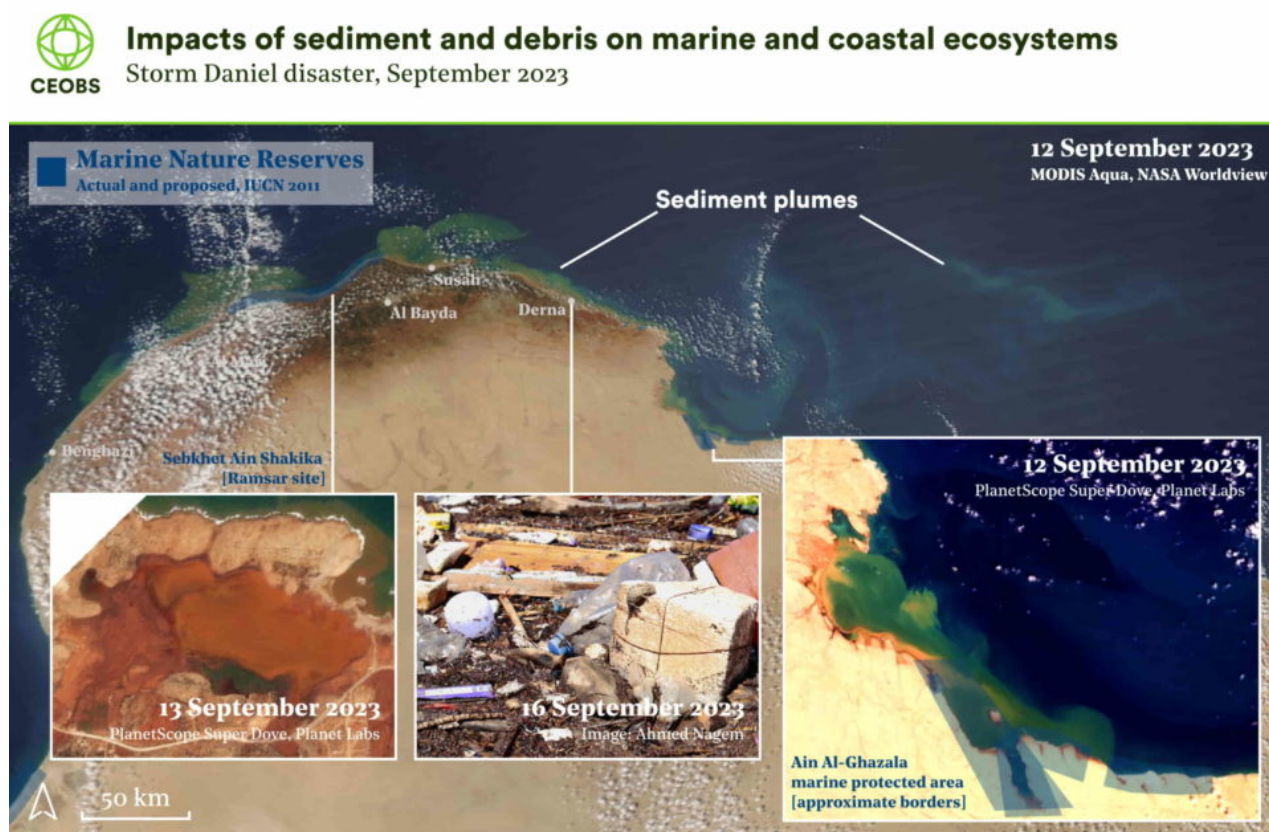 CEOBS
Impacts of sediment and debris on marine and coastal ecosystems
Storm Daniel disaster, September 2023
Marine Nature Reserves
Actual and proposed, IUCN 2011
12 September 2023
MODIS Aqua, NASA Worldview
Sediment plumes
Susah
Al Bayda
Derna
Benghazi
Sebkhet Ain Shakika
[Ramsar site]
12 September 2023
PlanetScope Super Dove, Planet Labs
13 September 2023
PlanetScope Super Dove, Planet Labs
16 September 2023
Image: Ahmed Nagem
Ain Al-Ghazala
marine protected area
[approximate borders]
50 km